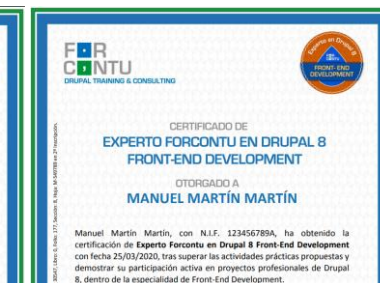 FORCONTU
DRUPAL TRAINING & CONSULTING
Experto en Drupal 8
FRONT-END
DEVELOPMENT
CERTIFICADO DE
EXPERTO FORCONTU EN DRUPAL 8
FRONT-END DEVELOPMENT
OTORGADO A
MANUEL MARTÍN MARTÍN
Manuel Martín Martín, con N.I.F. 123456789A, ha obtenido la
certificación de Experto Forcontu en Drupal 8 Front-End Development
con fecha 25/03/2020, tras superar las actividades prácticas propuestas y
demostrar su participación activa en proyectos profesionales de Drupal
8, dentro de la especialidad de Front-End Development.